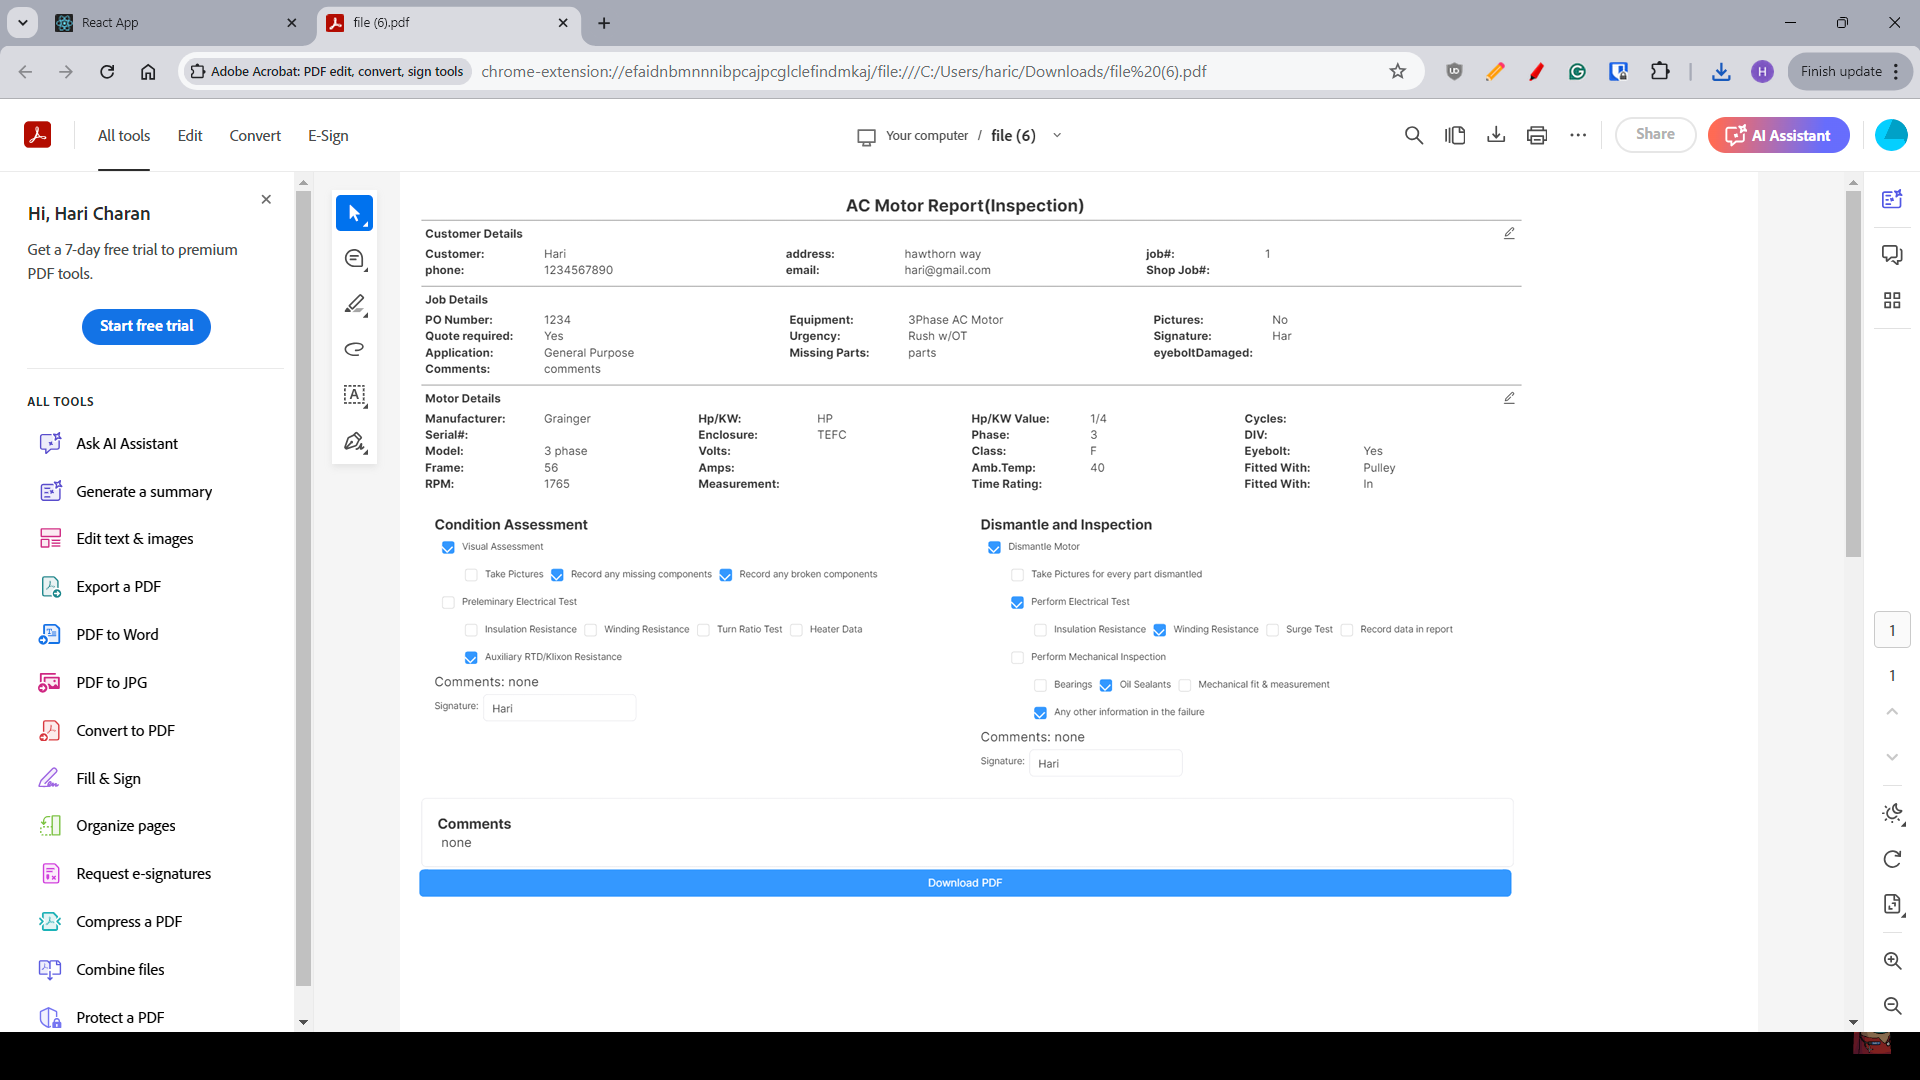 React App
file (6).pdf
Adobe Acrobat: PDF edit, convert, sign tools
chrome-extension://efaidnbmnnnibpcajpcglclefindmkaj/file:///C:/Users/haric/Downloads/file%20(6).pdf
H
Finish update
All tools
Edit
Convert
E-Sign
Your computer / file (6)
Share
AI Assistant
Hi, Hari Charan
Get a 7-day free trial to premium
PDF tools.
Start free trial
ALL TOOLS
Ask AI Assistant
Generate a summary
Edit text & images
Export a PDF
PDF to Word
PDF to JPG
Convert to PDF
Fill & Sign
Organize pages
Request e-signatures
Compress a PDF
Combine files
Protect a PDF
AC Motor Report(Inspection)
Customer Details
Customer: Hari address: hawthorn way job#: 1
phone: 1234567890 email: hari@gmail.com Shop Job#:
Job Details
PO Number: 1234 Equipment: 3Phase AC Motor Pictures: No
Quote required: Yes Urgency: Rush w/OT Signature: Har
Application: General Purpose Missing Parts: parts eyeboltDamaged:
Comments: comments
Motor Details
Manufacturer: Grainger Hp/KW: HP Hp/KW Value: 1/4 Cycles:
Serial#: Enclosure: TEFC Phase: 3 DIV:
Model: 3 phase Volts: Class: F Eyebolt: Yes
Frame: 56 Amps: Amb.Temp: 40 Fitted With: Pulley
RPM: 1765 Measurement: Time Rating: Fitted With: In
Condition Assessment
Visual Assessment
Take Pictures Record any missing components Record any broken components
Preleminary Electrical Test
Insulation Resistance Winding Resistance Turn Ratio Test Heater Data
Auxiliary RTD/Klixon Resistance
Comments: none
Signature: Hari
Dismantle and Inspection
Dismantle Motor
Take Pictures for every part dismantled
Perform Electrical Test
Insulation Resistance Winding Resistance Surge Test Record data in report
Perform Mechanical Inspection
Bearings Oil Sealants Mechanical fit & measurement
Any other information in the failure
Comments: none
Signature: Hari
Comments
none
Download PDF
1
1